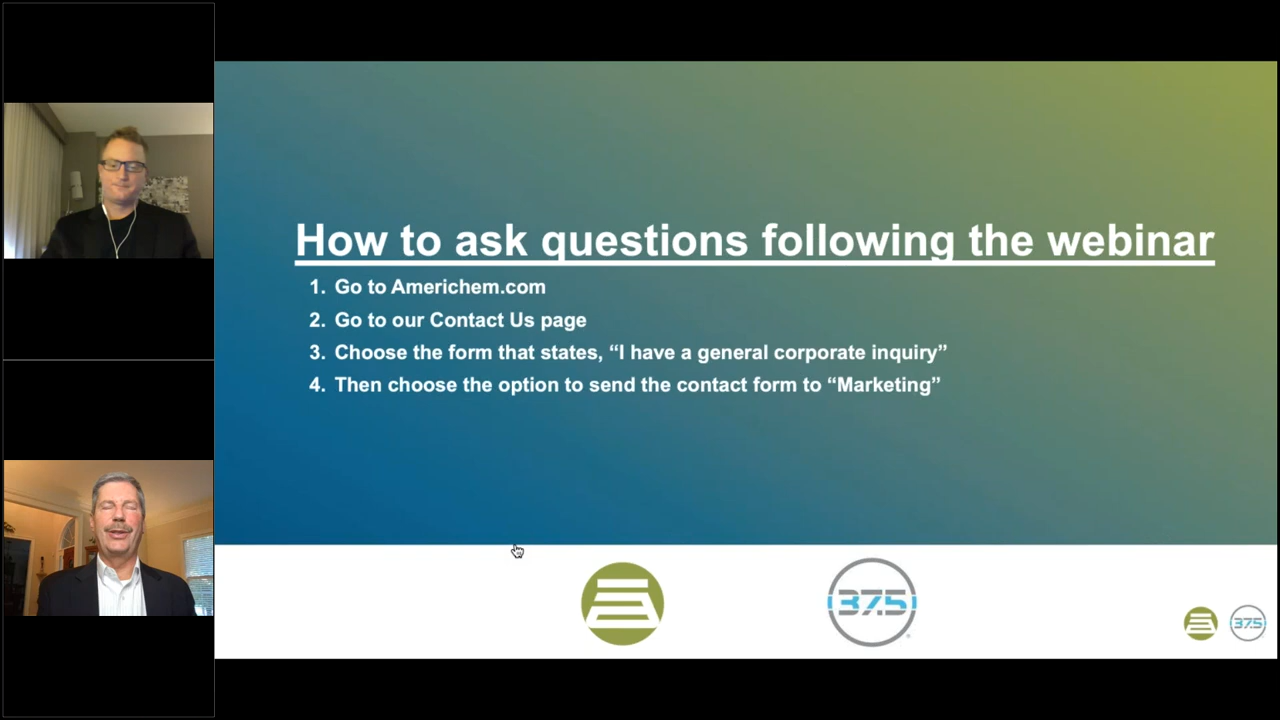 How to ask questions following the webinar
1. Go to Americhem.com
2. Go to our Contact Us page
3. Choose the form that states, “I have a general corporate inquiry”
4. Then choose the option to send the contact form to “Marketing”
37.5
37.5